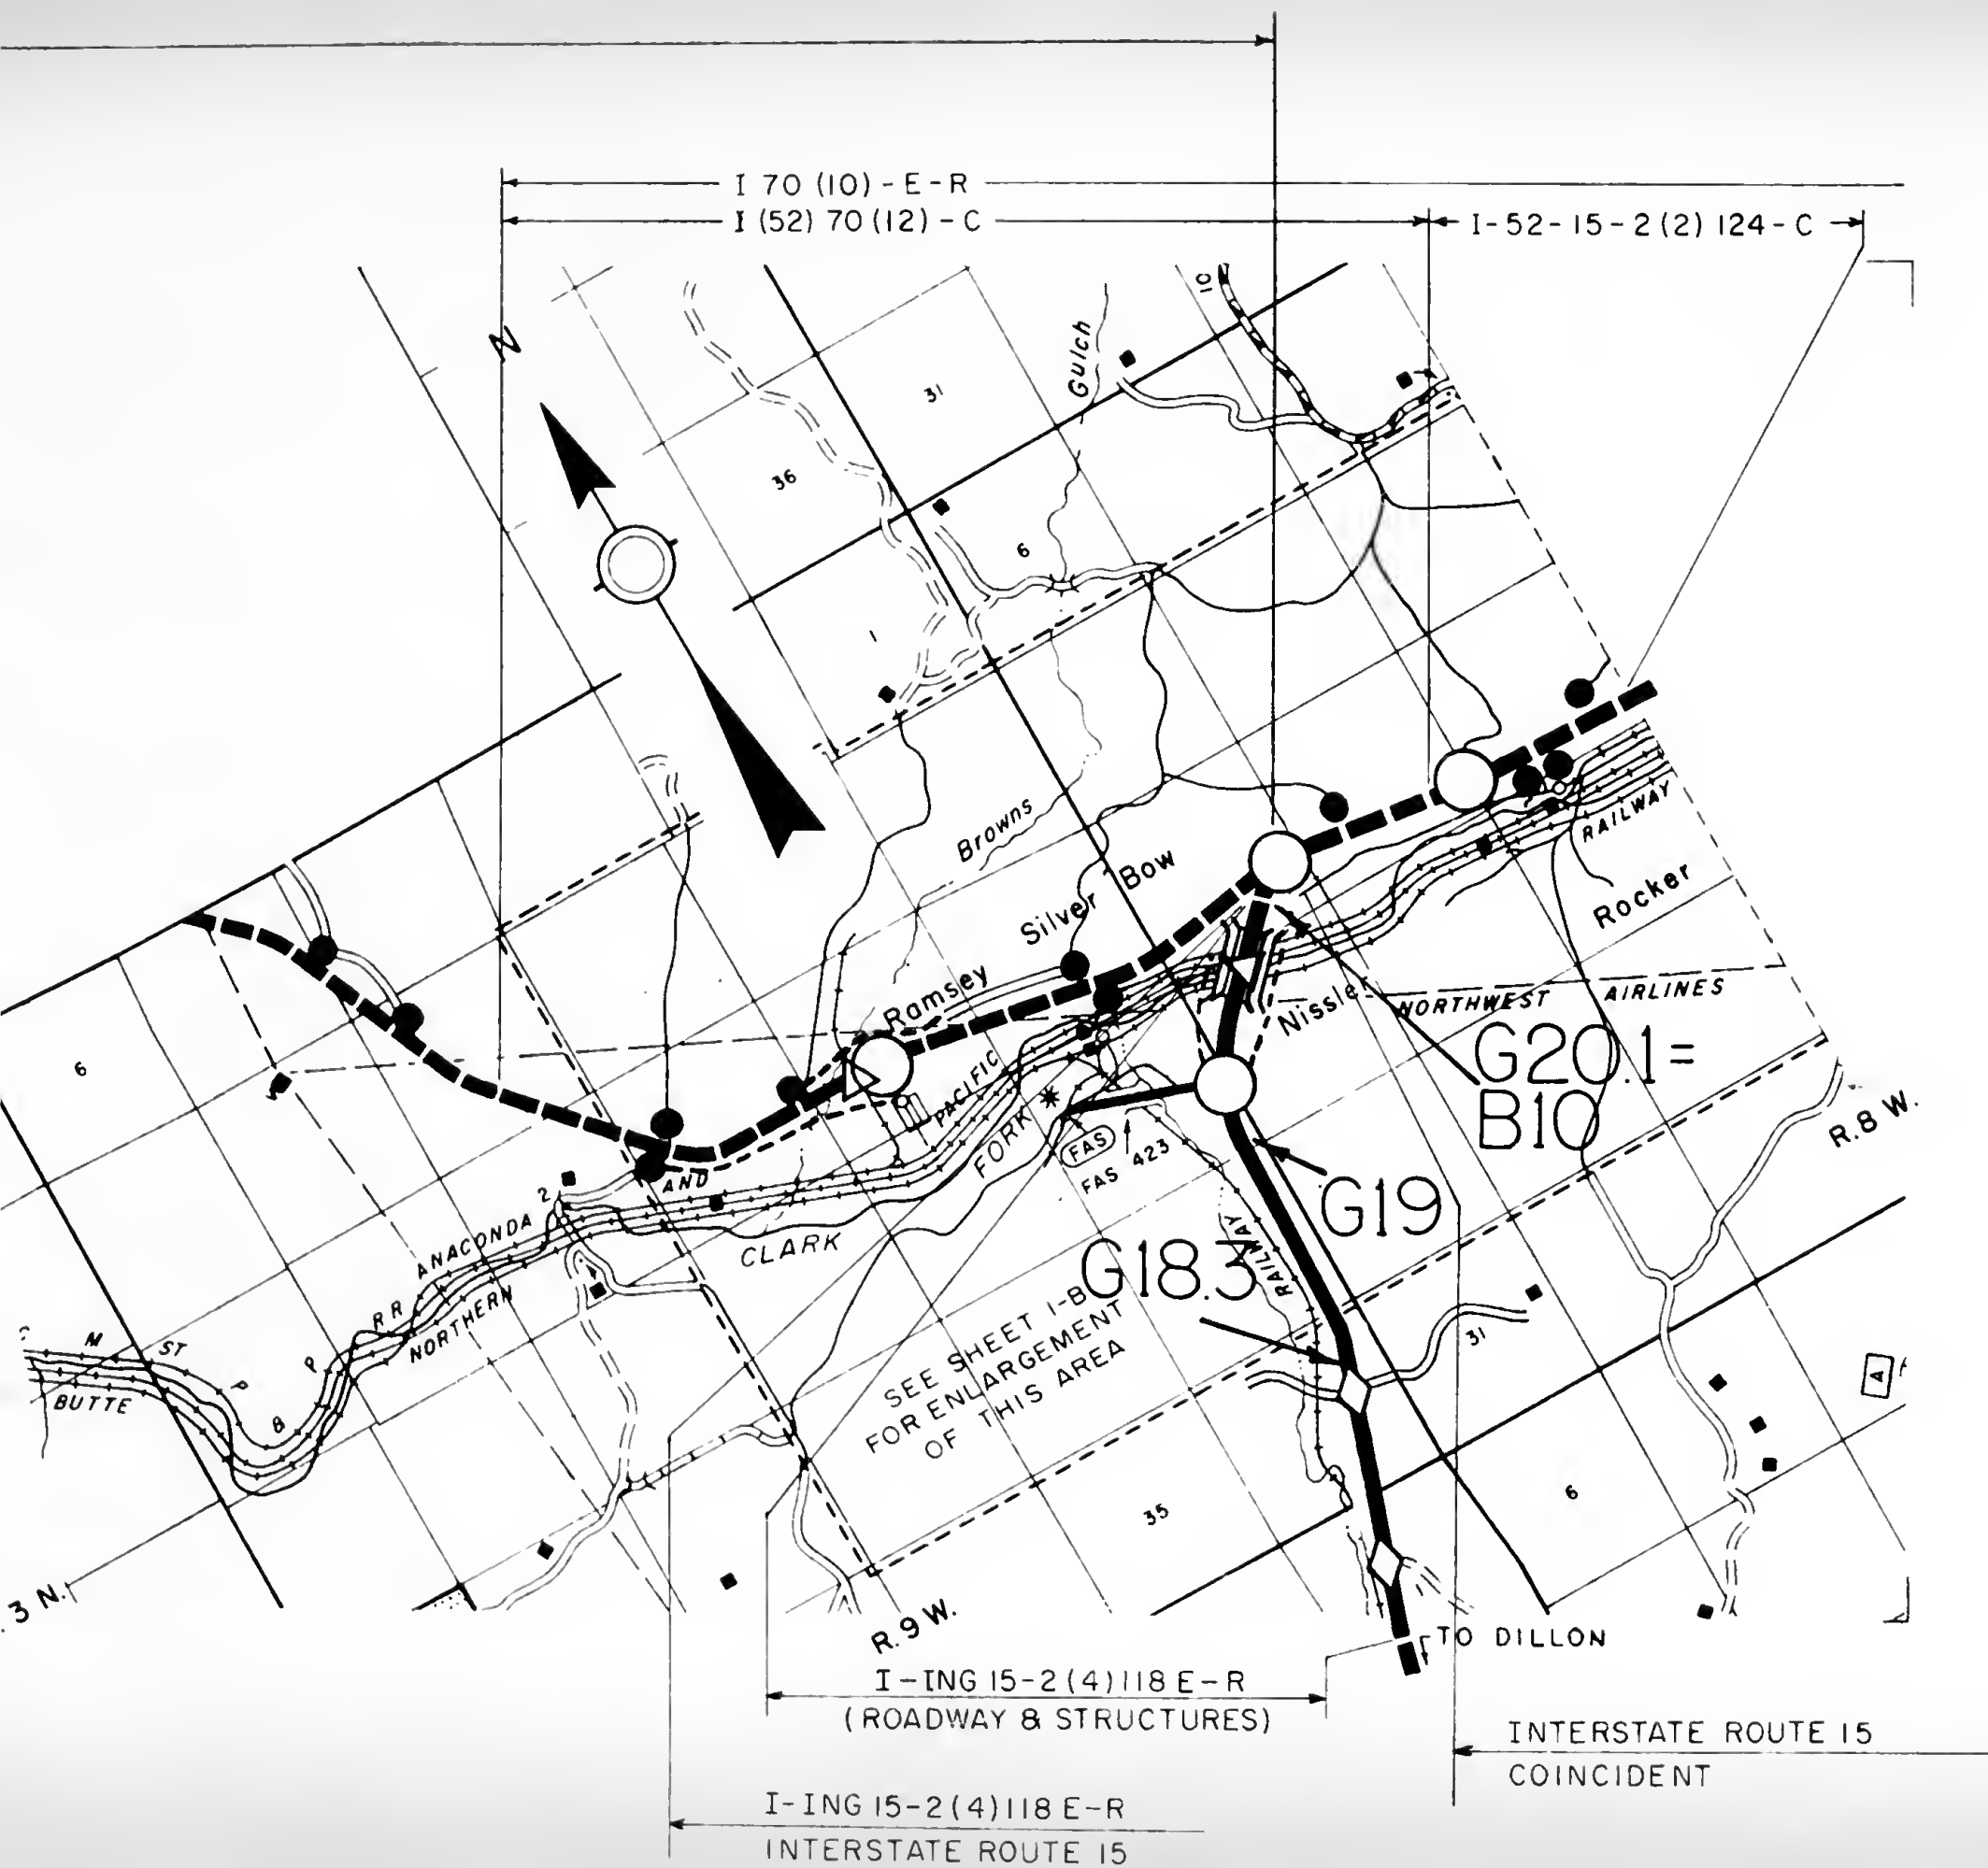 I 70 (10) - E - R
I (52) 70 (12) - C
I-52-15-2 (2) 124 - C
N
10
Gulch
31
36
6
1
Browns
Silver Bow
RAILWAY
Rocker
Ramsey
Nissler
NORTHWEST AIRLINES
6
G20.1=
B10
PACIFIC
FORK
FAS
FAS 423
R.8 W.
2
AND
G19
ANACONDA
CLARK
G18.3
RAILWAY
R R
NORTHERN
M ST P
P
B
BUTTE
SEE SHEET 1-B
FOR ENLARGEMENT
OF THIS AREA
31
A
35
6
3 N.
R.9 W.
TO DILLON
I-ING 15-2 (4) 118 E-R
(ROADWAY & STRUCTURES)
INTERSTATE ROUTE 15
COINCIDENT
I-ING 15-2 (4) 118 E-R
INTERSTATE ROUTE 15